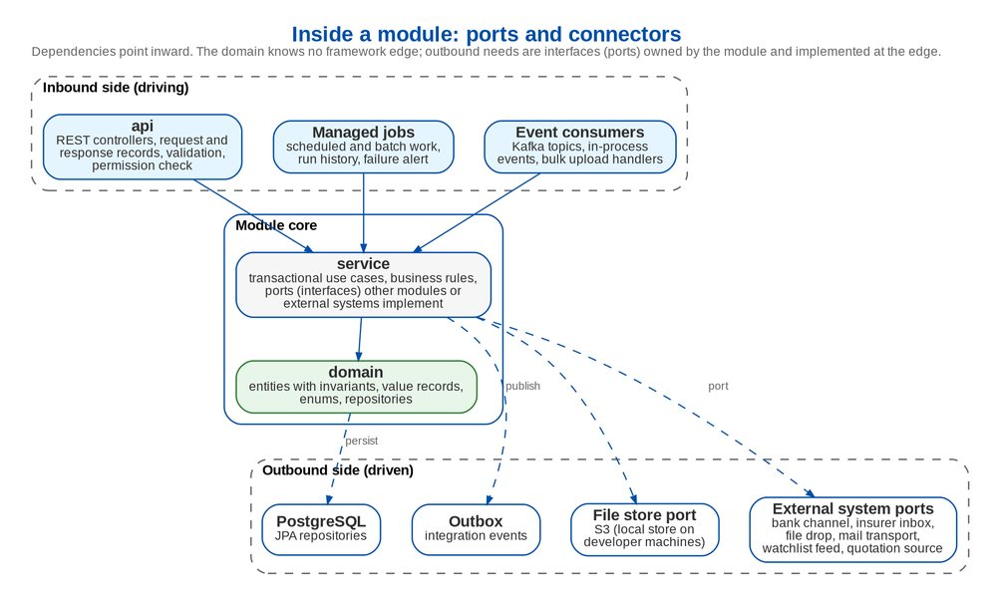 Inside a module: ports and connectors
Dependencies point inward. The domain knows no framework edge; outbound needs are interfaces (ports) owned by the module and implemented at the edge.
Inbound side (driving)
api
REST controllers, request and
response records, validation,
permission check
Managed jobs
scheduled and batch work,
run history, failure alert
Event consumers
Kafka topics, in-process
events, bulk upload handlers
Module core
service
transactional use cases, business rules,
ports (interfaces) other modules or
external systems implement
domain
entities with invariants, value records,
enums, repositories
publish
port
persist
Outbound side (driven)
PostgreSQL
JPA repositories
Outbox
integration events
File store port
S3 (local store on
developer machines)
External system ports
bank channel, insurer inbox,
file drop, mail transport,
watchlist feed, quotation source